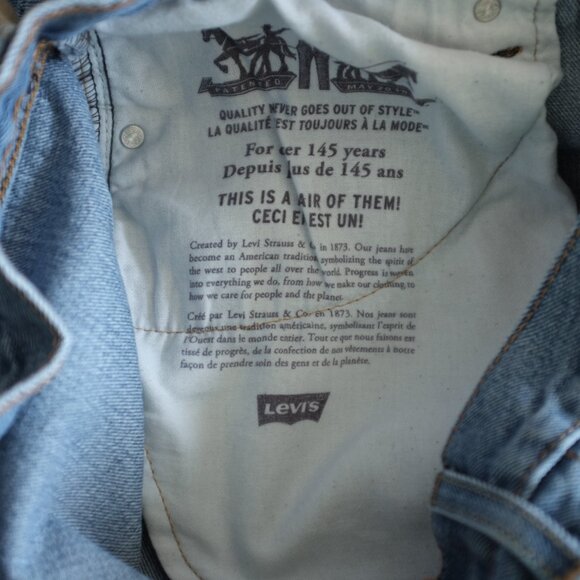 PATENTED MAY 20
QUALITY NEVER GOES OUT OF STYLE™
LA QUALITÉ EST TOUJOURS À LA MODE™
For er 145 years
Depuis us de 145 ans
THIS IS A AIR OF THEM!
CECI E EST UN!
Created by Levi Strauss & C in 1873. Our jeans have
become an American tradition, symbolizing the spirit of
the west to people all over the world. Progress is woven
into everything we do, from how we make our clothing, to
how we care for people and the planet.
Créé par Levi Strauss & Co. en 1873. Nos jeans sont
une tradition américaine, symbolisant l'esprit de
l'Ouest dans le monde entier. Tout ce que nous faisons est
tissé de progrès, de la confection de nos vêtements à notre
façon de prendre soin des gens et de la planète.
LEVI'S